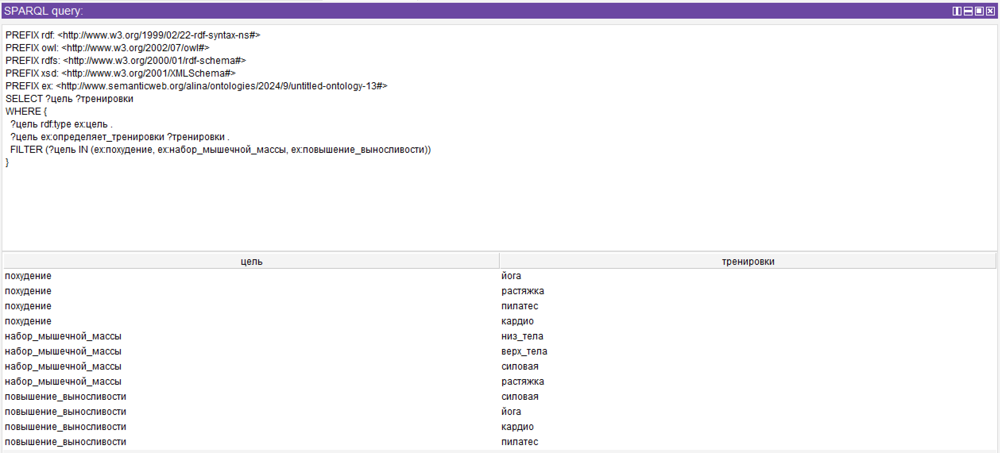 SPARQL query:
PREFIX rdf: <http://www.w3.org/1999/02/22-rdf-syntax-ns#>
PREFIX owl: <http://www.w3.org/2002/07/owl#>
PREFIX rdfs: <http://www.w3.org/2000/01/rdf-schema#>
PREFIX xsd: <http://www.w3.org/2001/XMLSchema#>
PREFIX ex: <http://www.semanticweb.org/alina/ontologies/2024/9/untitled-ontology-13#>
SELECT ?цель ?тренировки
WHERE {
  ?цель rdf:type ex:цель .
  ?цель ex:определяет_тренировки ?тренировки .
  FILTER (?цель IN (ex:похудение, ex:набор_мышечной_массы, ex:повышение_выносливости))
}
цель тренировки
похудение йога
похудение растяжка
похудение пилатес
похудение кардио
набор_мышечной_массы низ_тела
набор_мышечной_массы верх_тела
набор_мышечной_массы силовая
набор_мышечной_массы растяжка
повышение_выносливости силовая
повышение_выносливости йога
повышение_выносливости кардио
повышение_выносливости пилатес